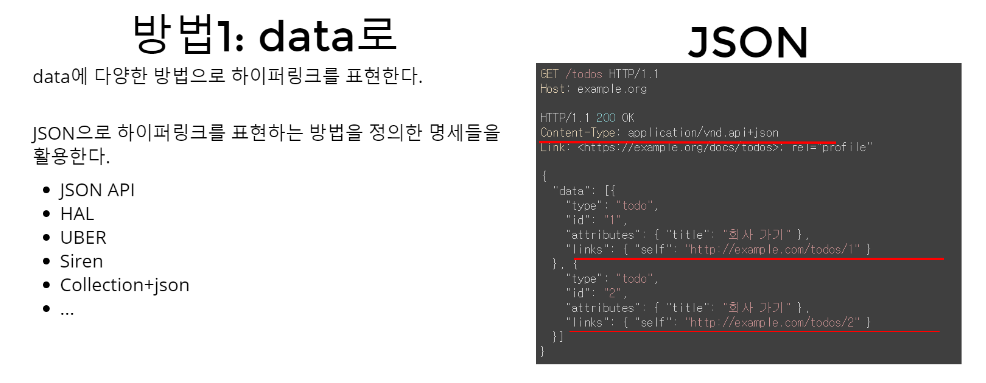 방법1: data로
data에 다양한 방법으로 하이퍼링크를 표현한다.
JSON으로 하이퍼링크를 표현하는 방법을 정의한 명세들을
활용한다.
• JSON API
• HAL
• UBER
• Siren
• Collection+json
• ...
JSON
GET /todos HTTP/1.1
Host: example.org
HTTP/1.1 200 OK
Content-Type: application/vnd.api+json
Link: <https://example.org/docs/todos>; rel="profile"
{
"data": [{
"type": "todo",
"id": "1",
"attributes": { "title": "회사 가기" },
"links": { "self": "http://example.com/todos/1" }
}, {
"type": "todo",
"id": "2",
"attributes": { "title": "회사 가기" },
"links": { "self": "http://example.com/todos/2" }
}]
}